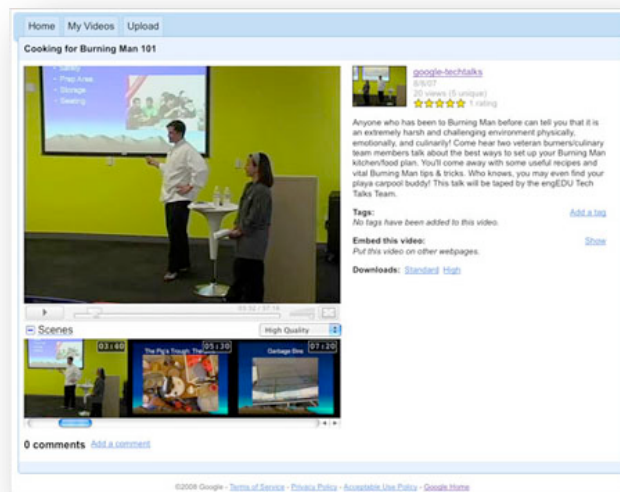 Home My Videos Upload
Cooking for Burning Man 101
Prep Area.
Storage.
Seating.
google-techtalks
8/8/07
20 views (5 unique)
1 rating
Anyone who has been to Burning Man before can tell you that it is
an extremely harsh and challenging environment physically,
emotionally, and culinarily! Come hear two veteran burners/culinary
team members talk about the best ways to set up your Burning Man
kitchen/food plan. You'll come away with some useful recipes and
vital Burning Man tips & tricks. Who knows, you may even find your
playa carpool buddy! This talk will be taped by the engEDU Tech
Talks Team.
Tags: Add a tag
No tags have been added to this video.
Embed this video: Show
Put this video on other webpages.
Downloads: Standard High
Scenes High Quality
03:40
The Pig's Trough: 05:30
Garbage Bins 07:20
0 comments Add a comment
©2008 Google - Terms of Service - Privacy Policy - Acceptable Use Policy - Google Home